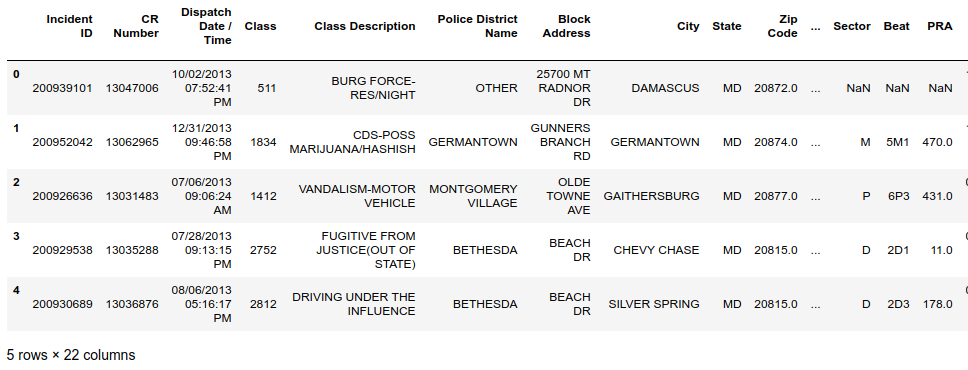 Incident ID CR Number Dispatch Date / Time Class Class Description Police District Name Block Address City State Zip Code ... Sector Beat PRA
0 200939101 13047006 10/02/2013 07:52:41 PM 511 BURG FORCE-RES/NIGHT OTHER 25700 MT RADNOR DR DAMASCUS MD 20872.0 ... NaN NaN NaN
1 200952042 13062965 12/31/2013 09:46:58 PM 1834 CDS-POSS MARIJUANA/HASHISH GERMANTOWN GUNNERS BRANCH RD GERMANTOWN MD 20874.0 ... M 5M1 470.0
2 200926636 13031483 07/06/2013 09:06:24 AM 1412 VANDALISM-MOTOR VEHICLE MONTGOMERY VILLAGE OLDE TOWNE AVE GAITHERSBURG MD 20877.0 ... P 6P3 431.0
3 200929538 13035288 07/28/2013 09:13:15 PM 2752 FUGITIVE FROM JUSTICE(OUT OF STATE) BETHESDA BEACH DR CHEVY CHASE MD 20815.0 ... D 2D1 11.0
4 200930689 13036876 08/06/2013 05:16:17 PM 2812 DRIVING UNDER THE INFLUENCE BETHESDA BEACH DR SILVER SPRING MD 20815.0 ... D 2D3 178.0
5 rows × 22 columns